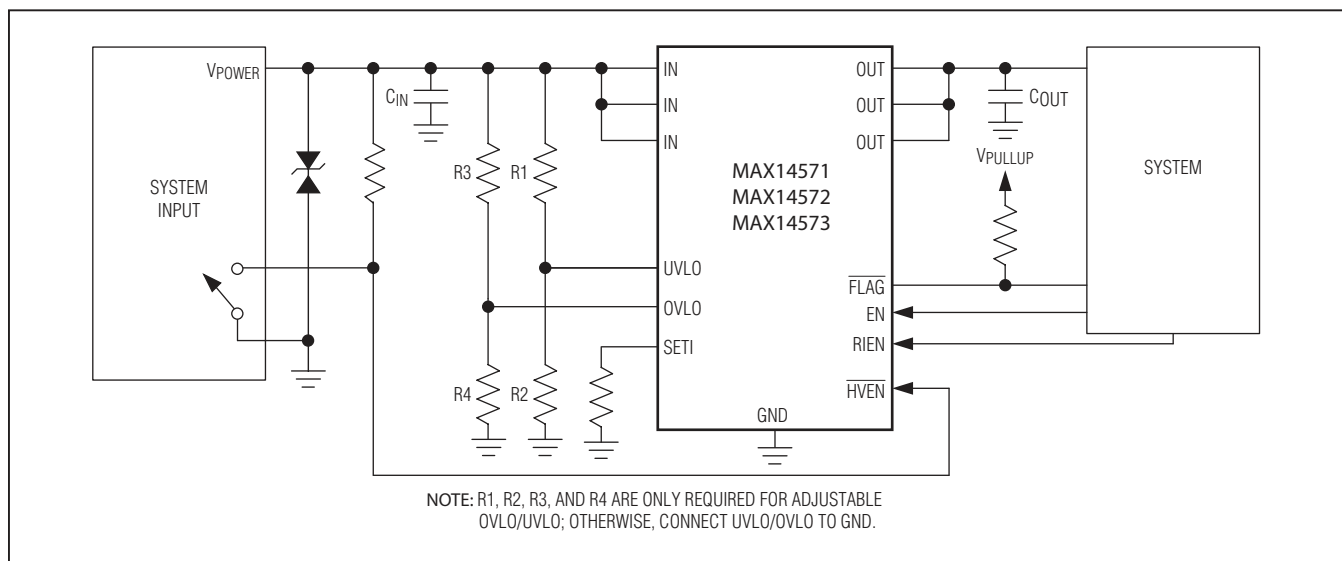 VPOWER
SYSTEM
INPUT
CIN
R3
R1
R4
R2
IN
IN
IN
UVLO
OVLO
SETI
MAX14571
MAX14572
MAX14573
GND
OUT
OUT
OUT
FLAG
EN
RIEN
HVEN
COUT
VPULLUP
SYSTEM
NOTE: R1, R2, R3, AND R4 ARE ONLY REQUIRED FOR ADJUSTABLE
OVLO/UVLO; OTHERWISE, CONNECT UVLO/OVLO TO GND.